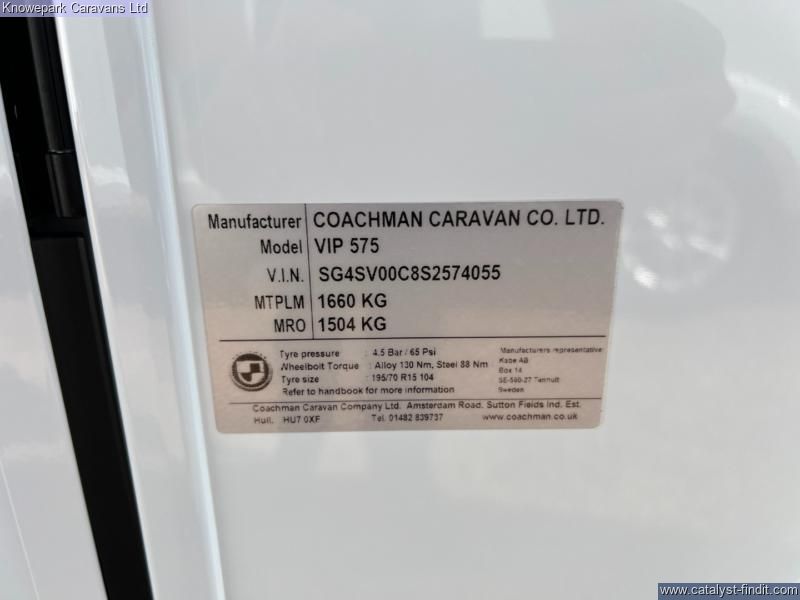 Knowepark Caravans Ltd
Manufacturer COACHMAN CARAVAN CO. LTD.
Model VIP 575
V.I.N. SG4SV00C8S2574055
MTPLM 1660 KG
MRO 1504 KG
Tyre pressure : 4.5 Bar / 65 Psi
Wheelbolt Torque : Alloy 130 Nm, Steel 88 Nm
Tyre size : 195/70 R15 104
Refer to handbook for more information
Manufacturers representative
Kabe AB
Box 14
SE-560-27 Tenhult
Sweden
Coachman Caravan Company Ltd. Amsterdam Road. Sutton Fields Ind. Est.
Hull. HU7 0XF Tel. 01482 839737 www.coachman.co.uk
www.catalyst-findit.com